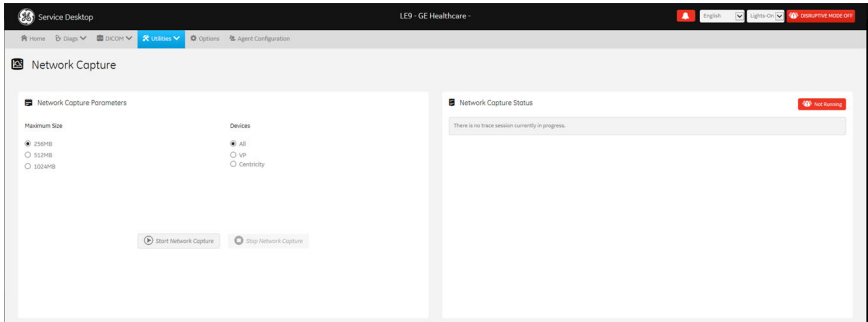 Service Desktop
LE9 - GE Healthcare -
English
Lights-On
DISRUPTIVE MODE OFF
Home
Diags
DICOM
Utilities
Options
Agent Configuration
Network Capture
Network Capture Parameters
Maximum Size
Devices
256MB
All
512MB
VP
1024MB
Centricity
Start Network Capture
Stop Network Capture
Network Capture Status
Not Running
There is no trace session currently in progress.